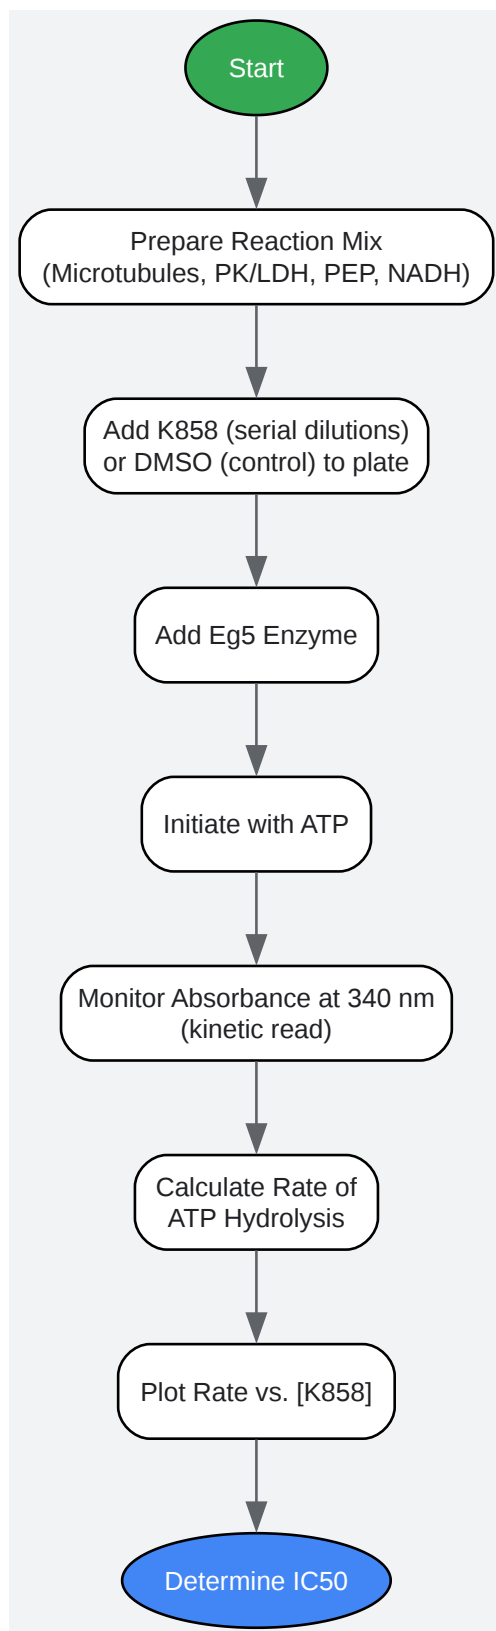 Start
Prepare Reaction Mix
(Microtubules, PK/LDH, PEP, NADH)
Add K858 (serial dilutions)
or DMSO (control) to plate
Add Eg5 Enzyme
Initiate with ATP
Monitor Absorbance at 340 nm
(kinetic read)
Calculate Rate of
ATP Hydrolysis
Plot Rate vs. [K858]
Determine IC50